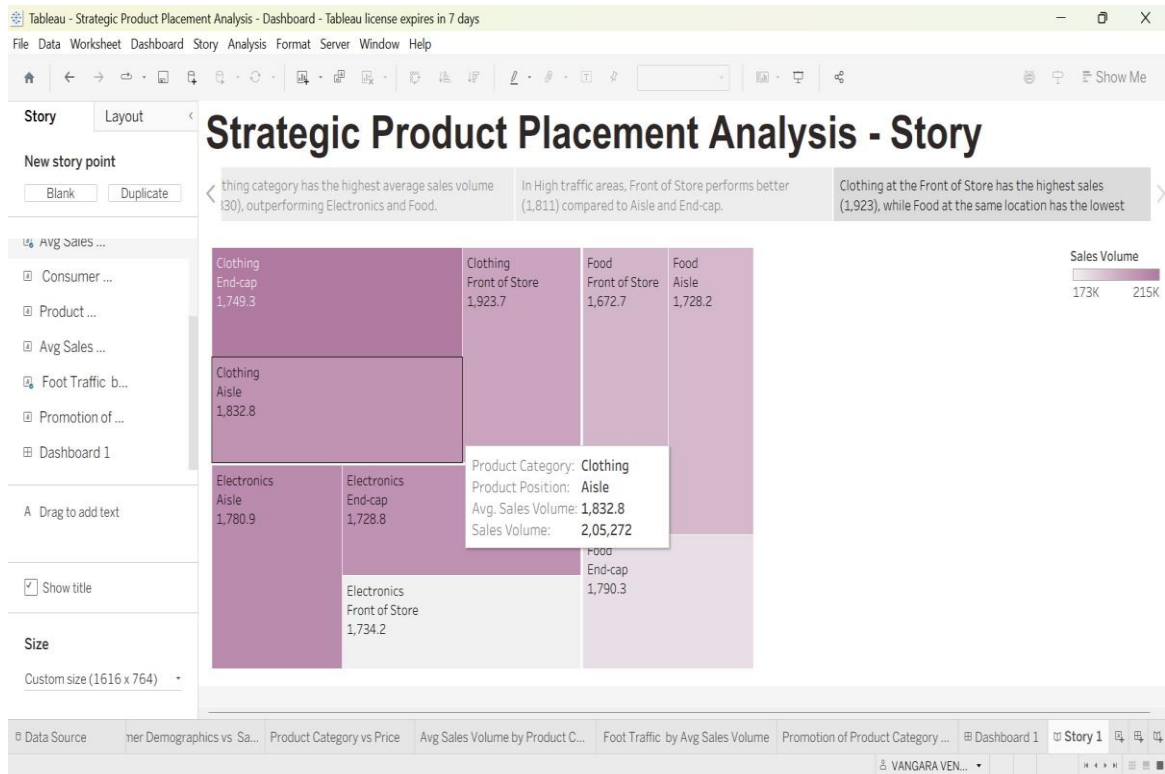 Tableau - Strategic Product Placement Analysis - Dashboard - Tableau license expires in 7 days
File Data Worksheet Dashboard Story Analysis Format Server Window Help
Show Me
Story Layout
New story point
Blank Duplicate
Avg Sales ...
Consumer ...
Product ...
Avg Sales ...
Foot Traffic b...
Promotion of ...
Dashboard 1
A Drag to add text
Show title
Size
Custom size (1616 x 764)
Strategic Product Placement Analysis - Story
thing category has the highest average sales volume
30), outperforming Electronics and Food.
In High traffic areas, Front of Store performs better
(1,811) compared to Aisle and End-cap.
Clothing at the Front of Store has the highest sales
(1,923), while Food at the same location has the lowest
Clothing
End-cap
1,749.3
Clothing
Front of Store
1,923.7
Food
Front of Store
1,672.7
Food
Aisle
1,728.2
Clothing
Aisle
1,832.8
Electronics
Aisle
1,780.9
Electronics
End-cap
1,728.8
Product Category: Clothing
Product Position: Aisle
Avg. Sales Volume: 1,832.8
Sales Volume: 2,05,272
Electronics
Front of Store
1,734.2
Food
End-cap
1,790.3
Sales Volume
173K 215K
Data Source ner Demographics vs Sa... Product Category vs Price Avg Sales Volume by Product C... Foot Traffic by Avg Sales Volume Promotion of Product Category ... Dashboard 1 Story 1
VANGARA VEN...